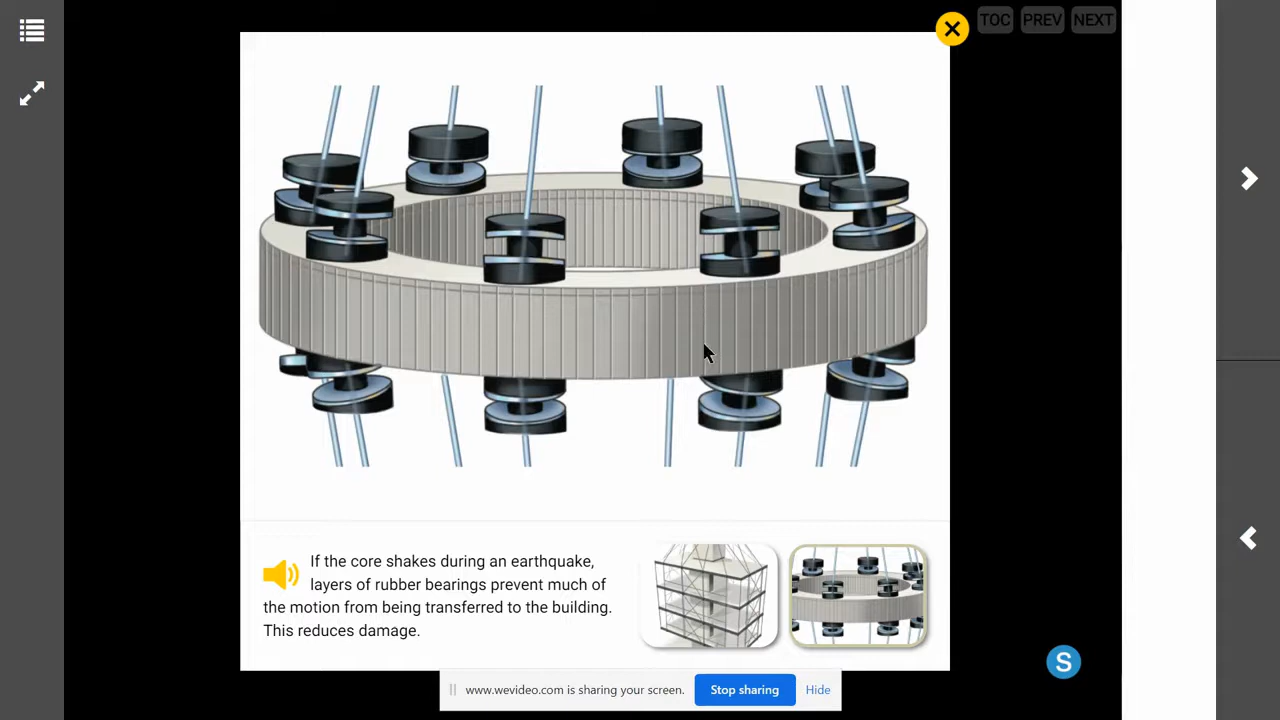 TOC PREV NEXT
If the core shakes during an earthquake,
layers of rubber bearings prevent much of
the motion from being transferred to the building.
This reduces damage.
S
www.wevideo.com is sharing your screen. Stop sharing Hide